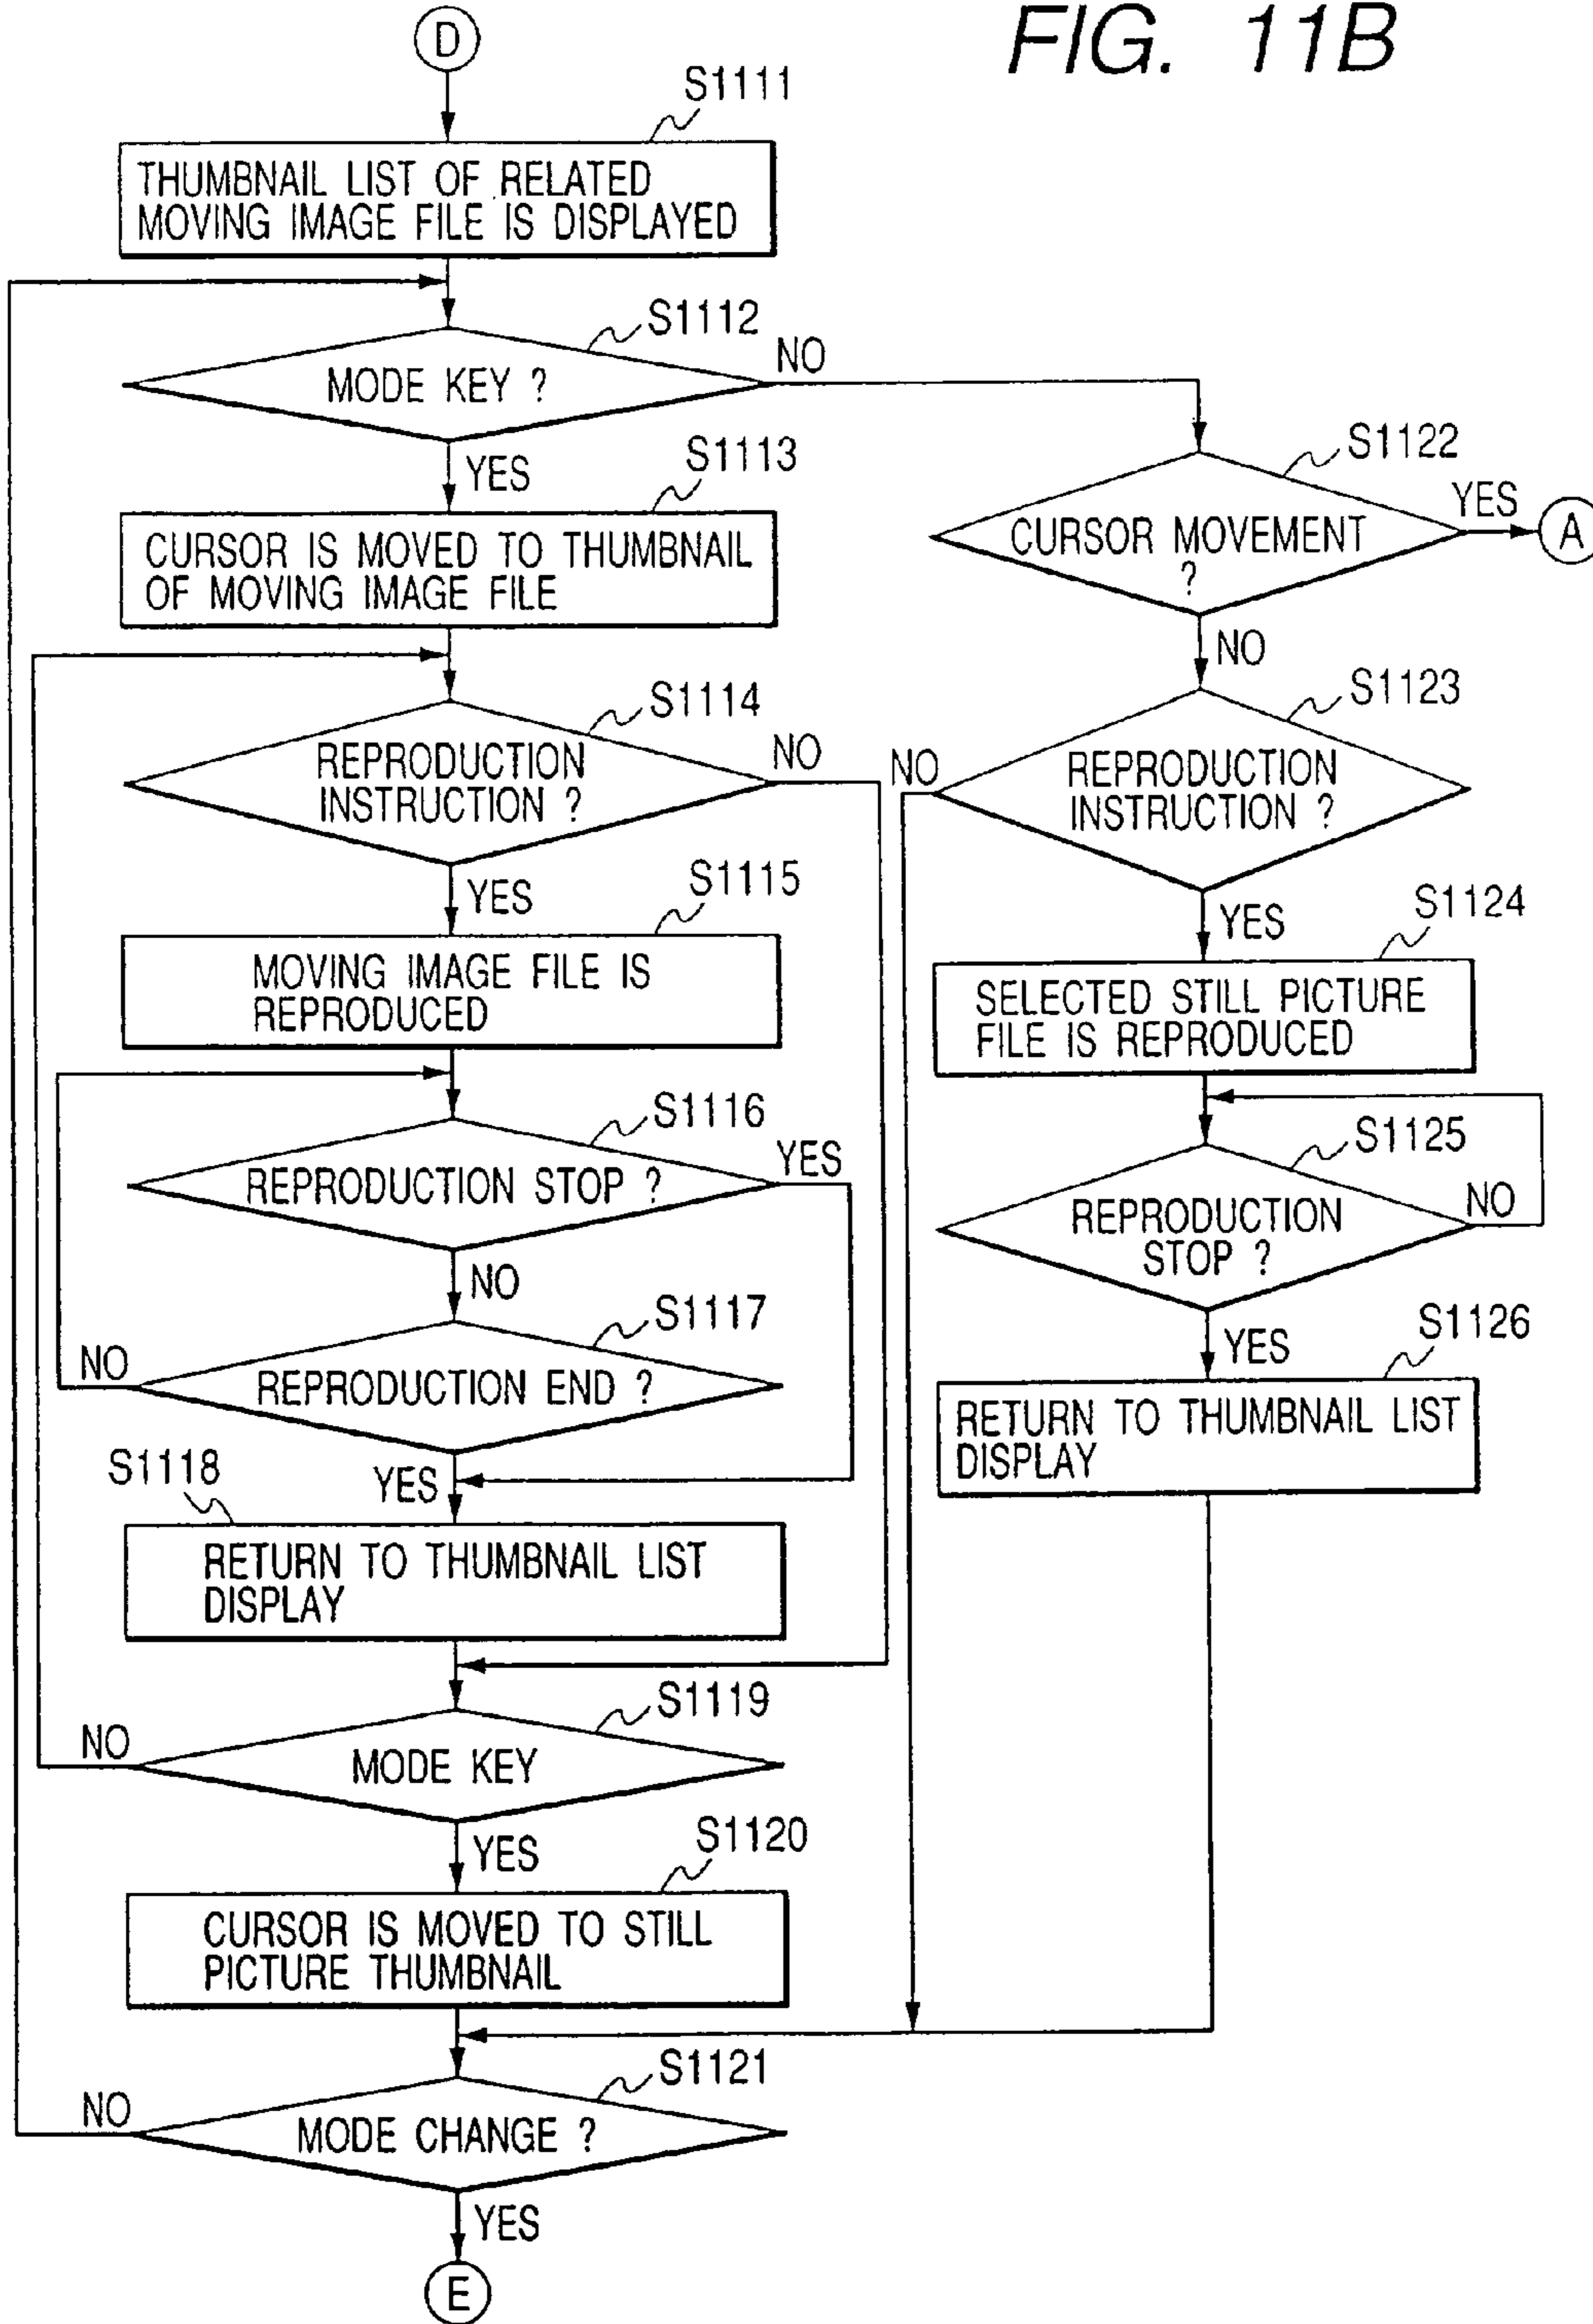 FIG. 11B
D
S1111
THUMBNAIL LIST OF RELATED
MOVING IMAGE FILE IS DISPLAYED
S1112
MODE KEY ?
NO
YES
S1113
CURSOR IS MOVED TO THUMBNAIL
OF MOVING IMAGE FILE
S1122
CURSOR MOVEMENT
?
YES
A
NO
S1114
REPRODUCTION
INSTRUCTION ?
NO
YES
S1123
REPRODUCTION
INSTRUCTION ?
NO
YES
S1115
MOVING IMAGE FILE IS
REPRODUCED
S1124
SELECTED STILL PICTURE
FILE IS REPRODUCED
S1116
REPRODUCTION STOP ?
YES
NO
S1125
REPRODUCTION
STOP ?
NO
YES
S1117
REPRODUCTION END ?
NO
YES
S1126
RETURN TO THUMBNAIL LIST
DISPLAY
S1118
RETURN TO THUMBNAIL LIST
DISPLAY
S1119
MODE KEY
NO
YES
S1120
CURSOR IS MOVED TO STILL
PICTURE THUMBNAIL
S1121
MODE CHANGE ?
NO
YES
E